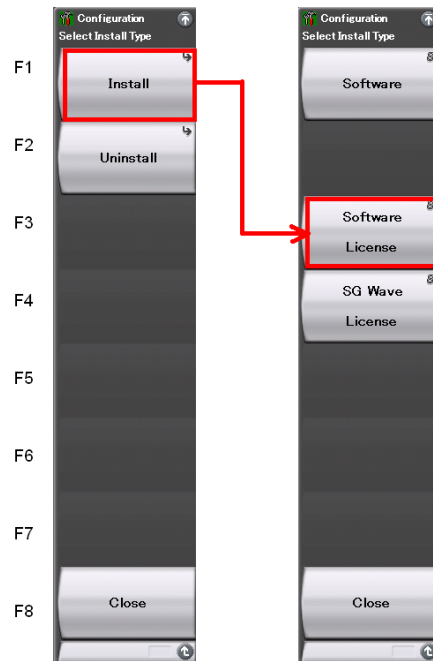 Configuration
Select Install Type
F1
Install
F2
Uninstall
F3
F4
F5
F6
F7
F8
Close
Configuration
Select Install Type
Software
Software
License
SG Wave
License
Close